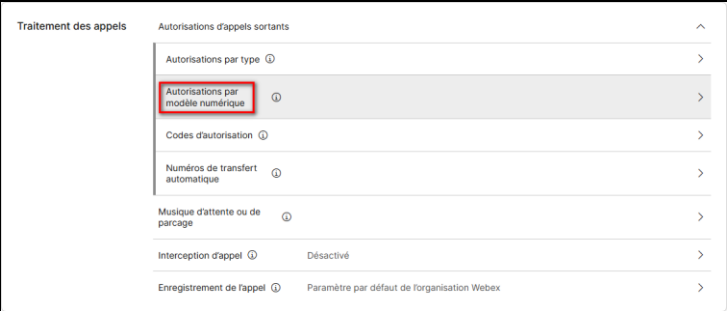 Traitement des appels
Autorisations d'appels sortants
Autorisations par type
Autorisations par
modèle numérique
Codes d'autorisation
Numéros de transfert
automatique
Musique d'attente ou de
parcage
Interception d'appel Désactivé
Enregistrement de l'appel Paramètre par défaut de l'organisation Webex